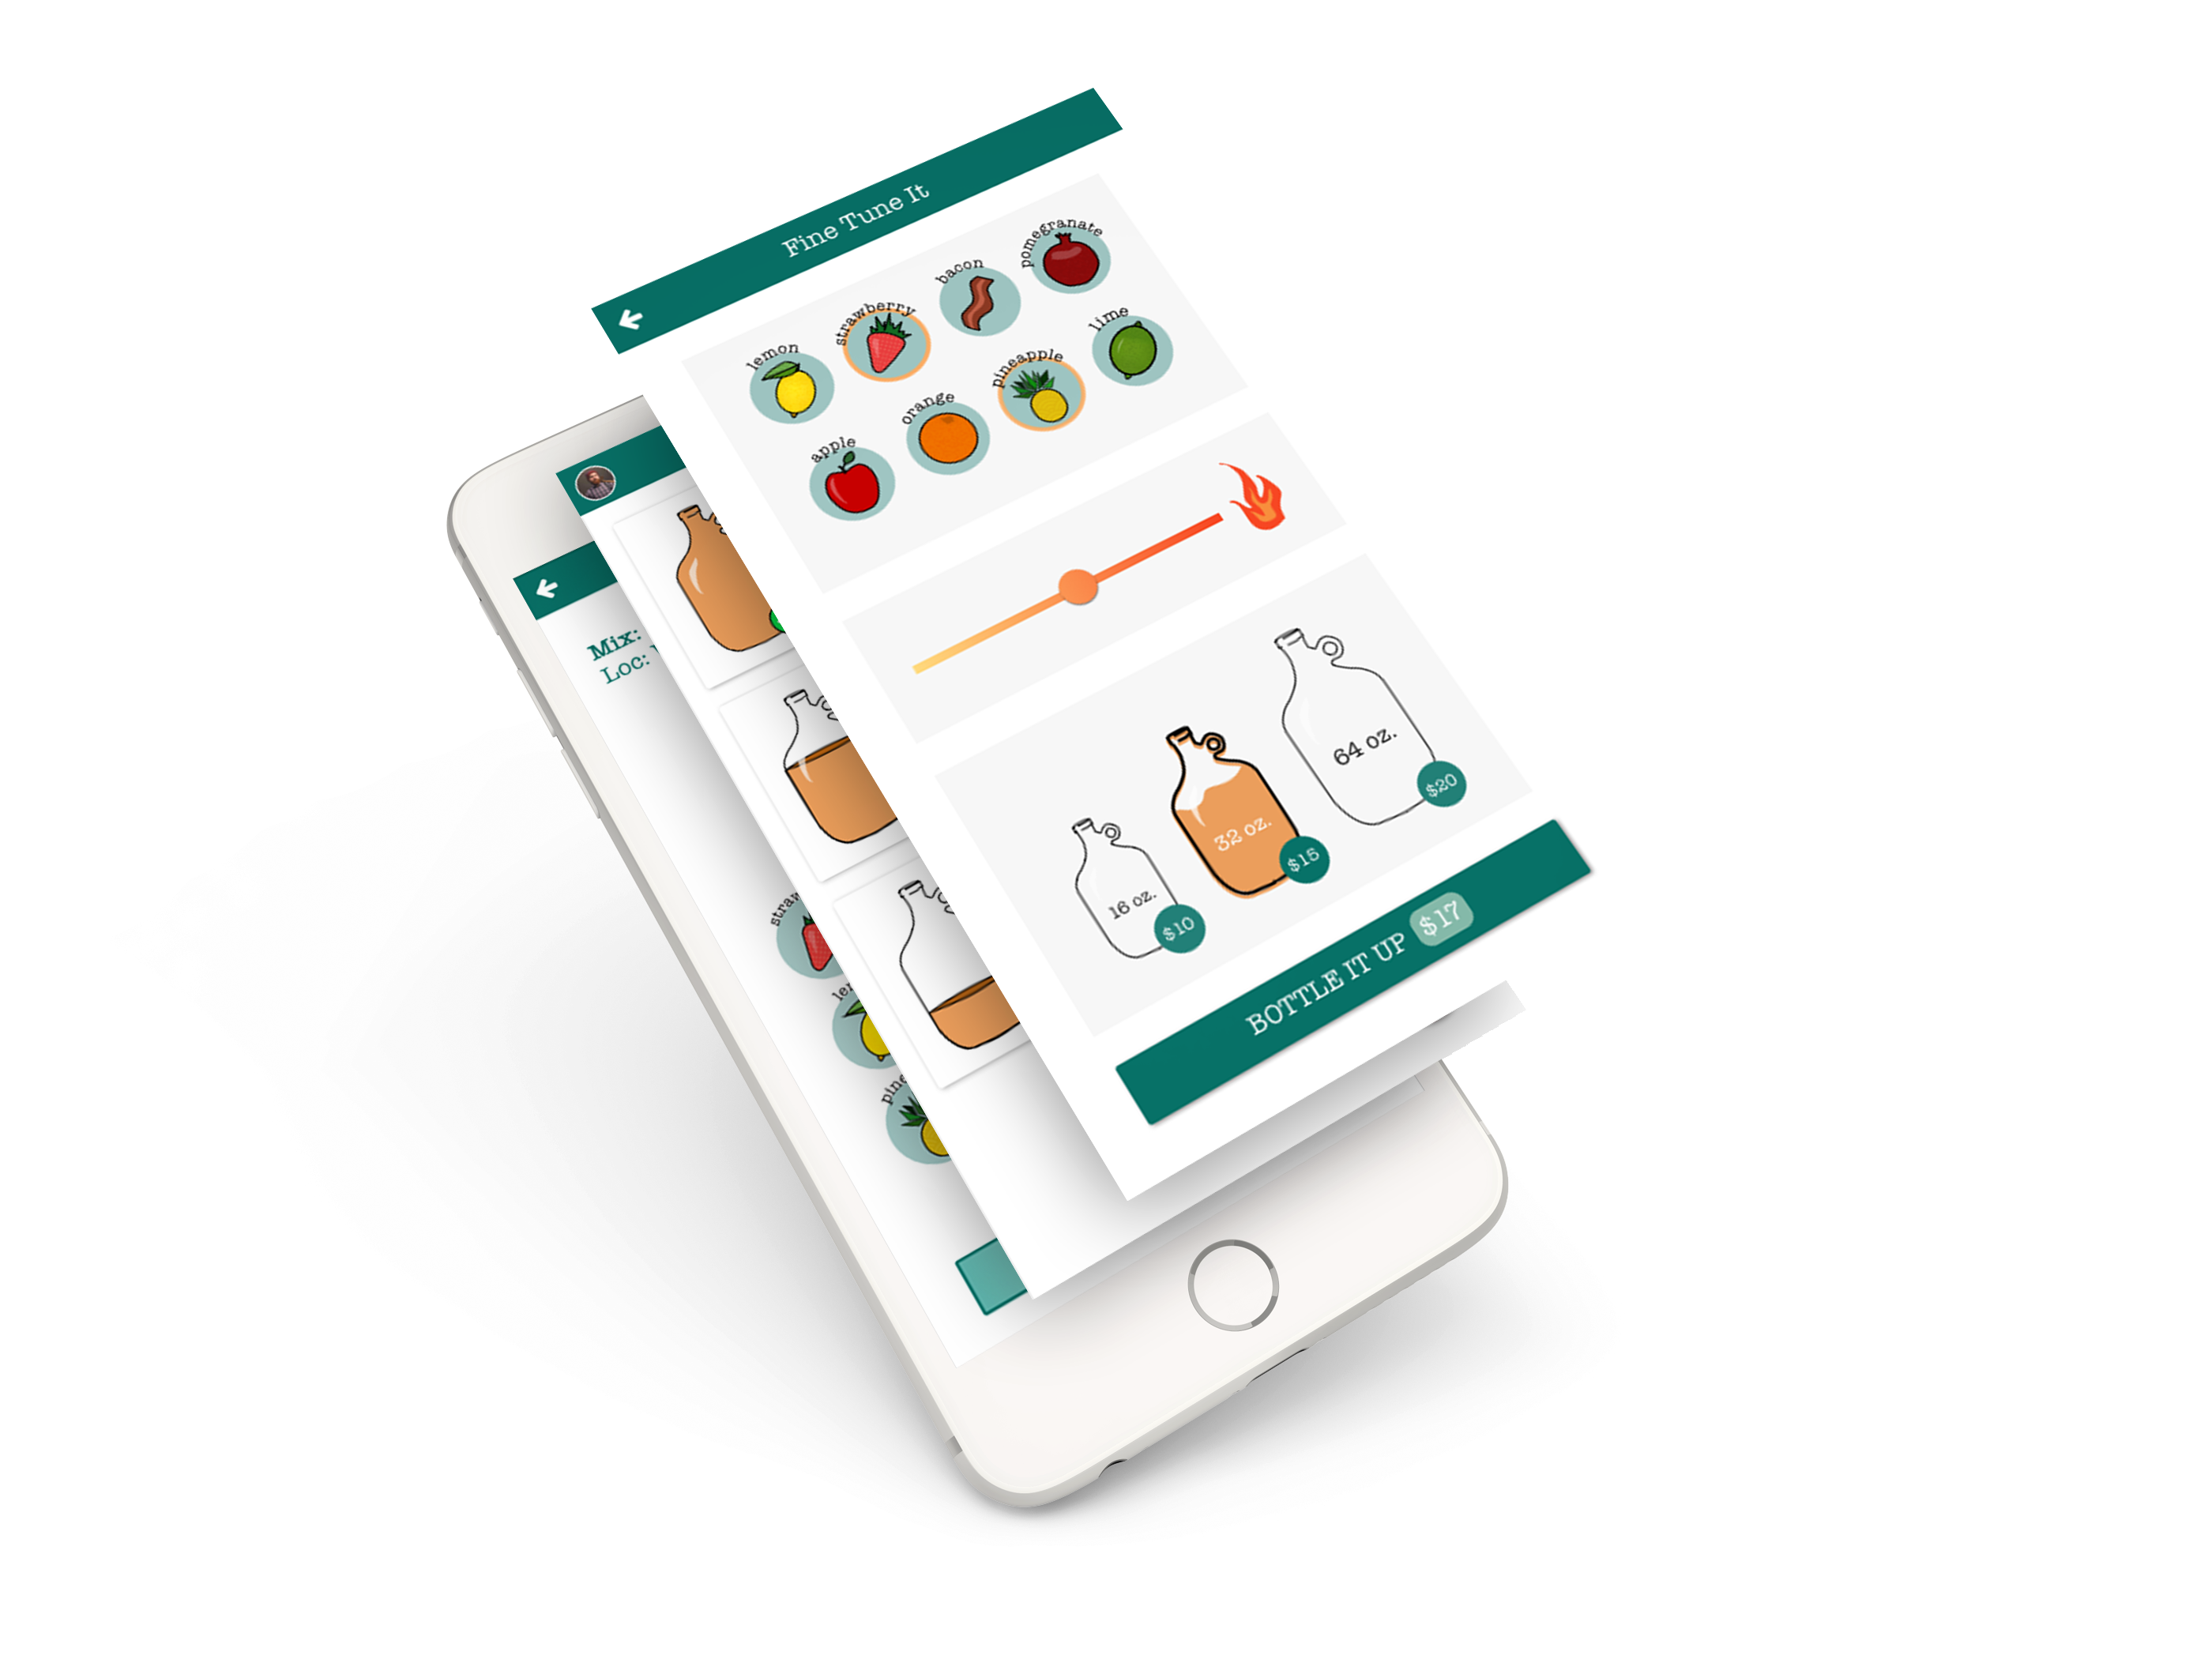 Fine Tune It
lemon
strawberry
bacon
pomegranate
apple
orange
pineapple
lime
16 oz.
$10
32 oz.
$15
64 oz.
$20
BOTTLE IT UP $17
Mix:
Loc:
straw
pine